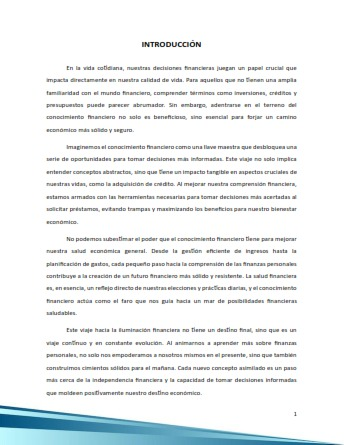 INTRODUCCIÓN
En la vida cotidiana, nuestras decisiones financieras juegan un papel crucial que
impacta directamente en nuestra calidad de vida. Para aquellos que no tienen una amplia
familiaridad con el mundo financiero, comprender términos como inversiones, créditos y
presupuestos puede parecer abrumador. Sin embargo, adentrarse en el terreno del
conocimiento financiero no solo es beneficioso, sino esencial para forjar un camino
económico más sólido y seguro.
Imaginemos el conocimiento financiero como una llave maestra que desbloquea una
serie de oportunidades para tomar decisiones más informadas. Este viaje no solo implica
entender conceptos abstractos, sino que tiene un impacto tangible en aspectos cruciales de
nuestras vidas, como la adquisición de crédito. Al mejorar nuestra comprensión financiera,
estamos armados con las herramientas necesarias para tomar decisiones más acertadas al
solicitar préstamos, evitando trampas y maximizando los beneficios para nuestro bienestar
económico.
No podemos subestimar el poder que el conocimiento financiero tiene para mejorar
nuestra salud económica general. Desde la gestión eficiente de ingresos hasta la
planificación de gastos, cada pequeño paso hacia la comprensión de las finanzas personales
contribuye a la creación de un futuro financiero más sólido y resistente. La salud financiera
es, en esencia, un reflejo directo de nuestras elecciones y prácticas diarias, y el conocimiento
financiero actúa como el faro que nos guía hacia un mar de posibilidades financieras
saludables.
Este viaje hacia la iluminación financiera no tiene un destino final, sino que es un
viaje continuo y en constante evolución. Al animarnos a aprender más sobre finanzas
personales, no solo nos empoderamos a nosotros mismos en el presente, sino que también
construimos cimientos sólidos para el mañana. Cada nuevo concepto asimilado es un paso
más cerca de la independencia financiera y la capacidad de tomar decisiones informadas
que moldeen positivamente nuestro destino económico.
1